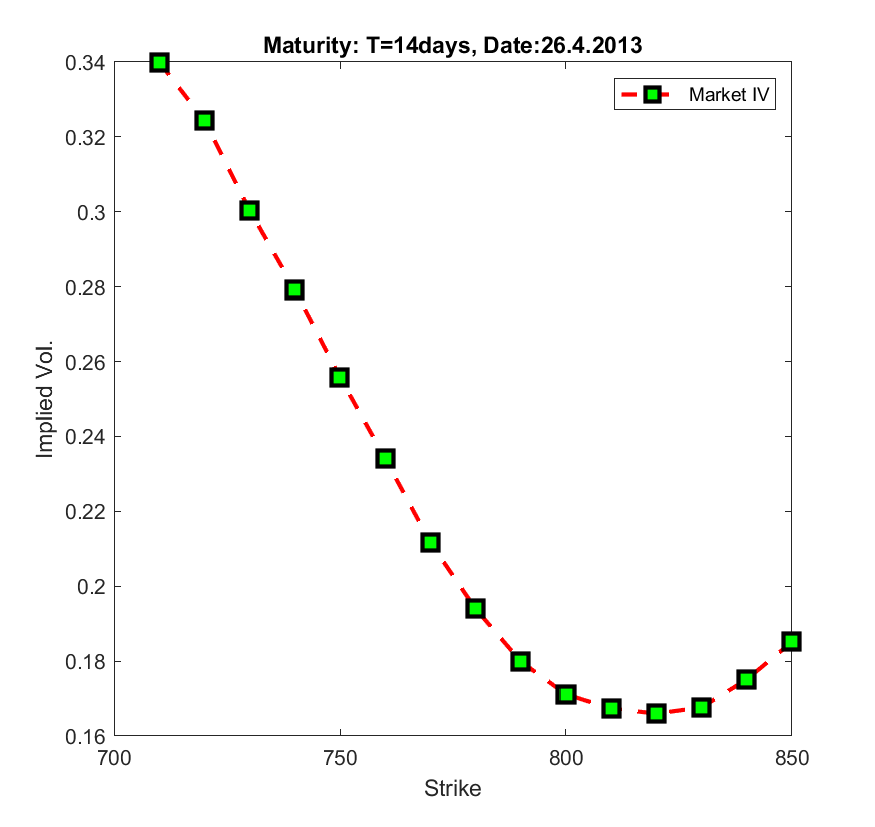 Maturity: T=14days, Date:26.4.2013
Market IV
0.34
0.32
0.3
0.28
0.26
0.24
0.22
0.2
0.18
0.16
Implied Vol.
700 750 800 850
Strike